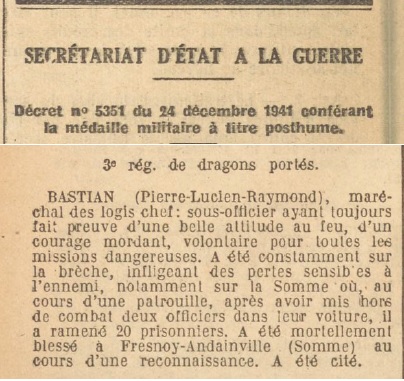 SECRÉTARIAT D'ÉTAT A LA GUERRE
Décret nº 5351 du 24 décembre 1941 conférant
la médaille militaire à titre posthume.
3e rég. de dragons portés.
BASTIAN (Pierre-Lucien-Raymond), maré-
chal des logis chef: sous-officier ayant toujours
fait preuve d'une belle attitude au feu, d'un
courage mordant, volontaire pour toutes les
missions dangereuses. A été constamment sur
la brèche, infligeant des pertes sensib'es à
l'ennemi, notamment sur la Somme où, au
cours d'une patrouille, après avoir mis hors
de combat deux officiers dans leur voiture, il
a ramené 20 prisonniers. A été mortellement
blessé à Fresnoy-Andainville (Somme) au
cours d'une reconnaissance. A été cité.